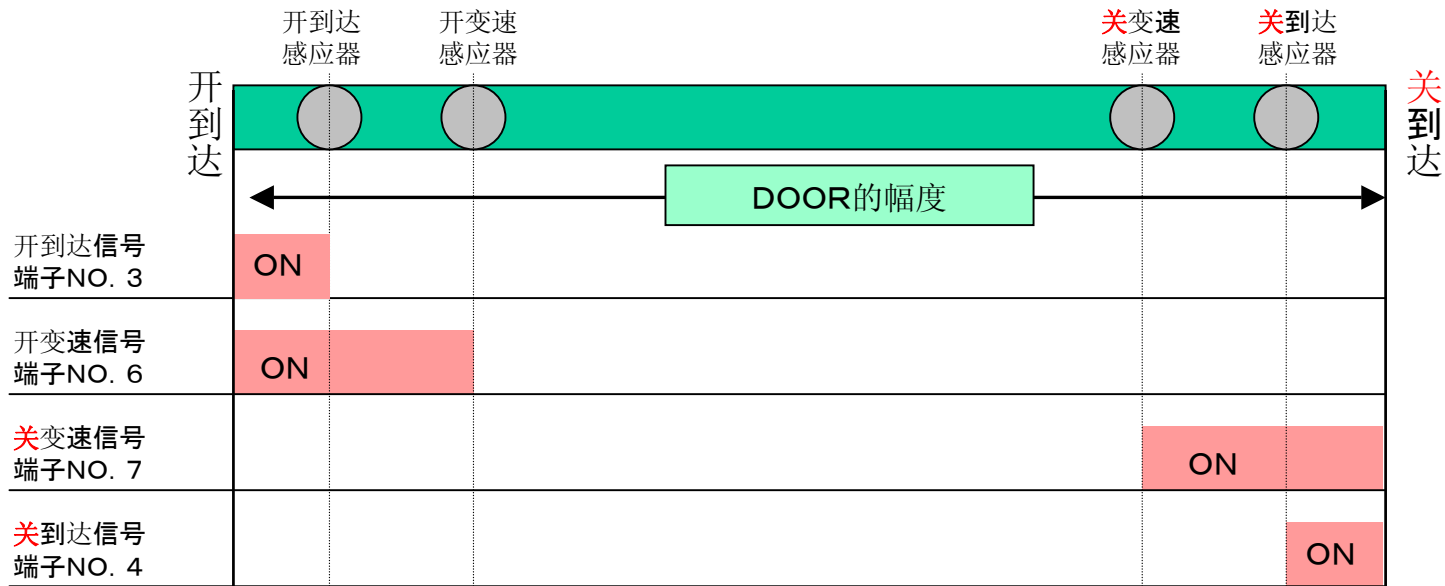 开到达
感应器
开变速
感应器
关变速
感应器
关到达
感应器
开到达
关到达
DOOR的幅度
开到达信号
端子NO. 3
ON
开变速信号
端子NO. 6
ON
关变速信号
端子NO. 7
ON
关到达信号
端子NO. 4
ON